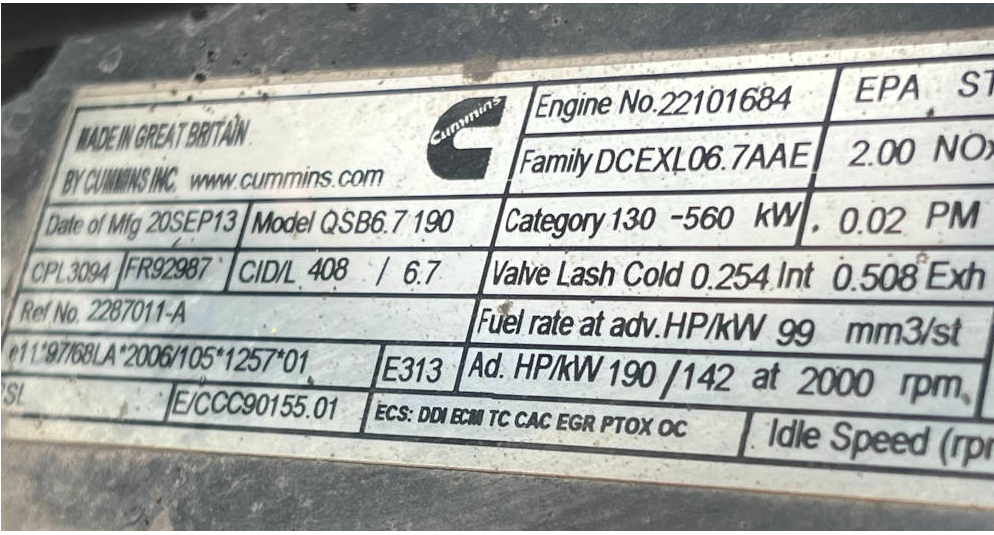 MADE IN GREAT BRITAIN
BY CUMMINS INC. www.cummins.com
Cummins
Engine No.22101684
EPA ST
Family DCEXL06.7AAE
2.00 NOx
Date of Mfg 20SEP13
Model QSB6.7 190
Category 130 -560 kW
. 0.02 PM
CPL3094
FR92987
CID/L 408 / 6.7
Valve Lash Cold 0.254 Int 0.508 Exh
Ref No. 2287011-A
Fuel rate at adv.HP/kW 99 mm3/st
e11*97/68LA*2006/105*1257*01
E313
Ad. HP/kW 190 /142 at 2000 rpm.
SL
E/CCC90155.01
ECS: DDI ECM TC CAC EGR PTOX OC
Idle Speed (rp